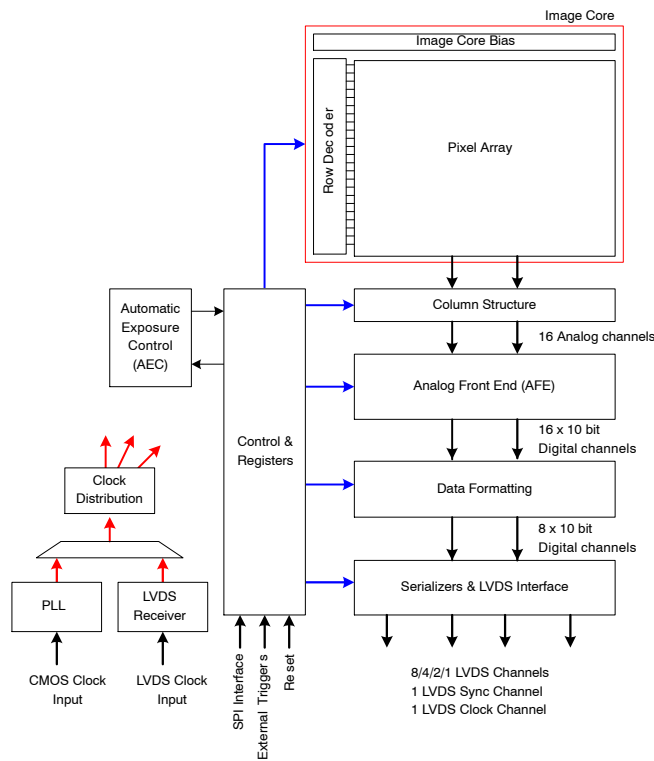 Image Core
Image Core Bias
Row Decoder
Pixel Array
Column Structure
16 Analog channels
Automatic
Exposure
Control
(AEC)
Analog Front End (AFE)
16 x 10 bit
Digital channels
Control &
Registers
Clock
Distribution
Data Formatting
8 x 10 bit
Digital channels
PLL
LVDS
Receiver
Serializers & LVDS Interface
CMOS Clock
Input
LVDS Clock
Input
SPI Interface
External Triggers
Reset
8/4/2/1 LVDS Channels
1 LVDS Sync Channel
1 LVDS Clock Channel